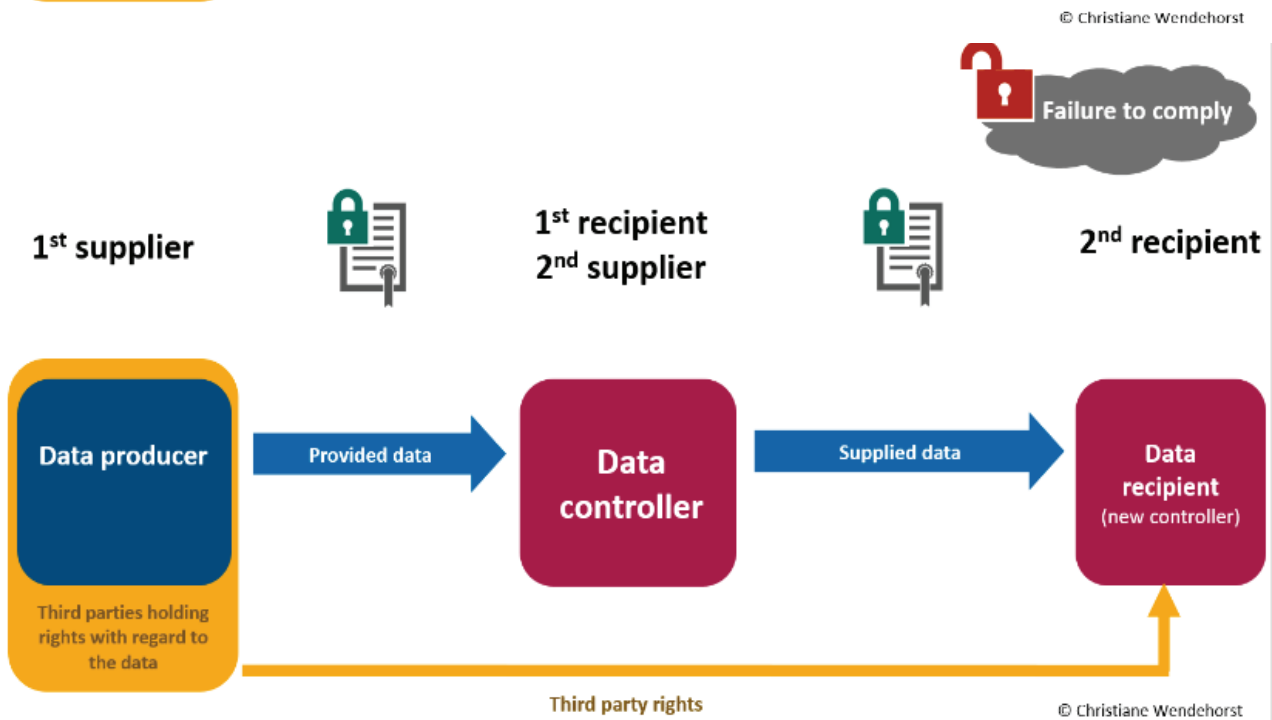 © Christiane Wendehorst
Failure to comply
1st supplier
1st recipient
2nd supplier
2nd recipient
Data producer
Provided data
Data
controller
Supplied data
Data
recipient
(new controller)
Third parties holding
rights with regard to
the data
Third party rights
© Christiane Wendehorst